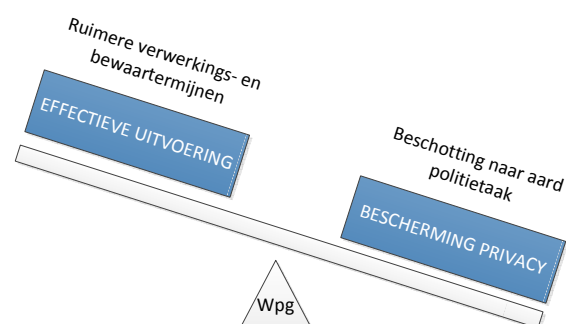 Ruimere verwerkings- en
bewaartermijnen
EFFECTIEVE UITVOERING
Beschotting naar aard
politietaak
BESCHERMING PRIVACY
Wpg